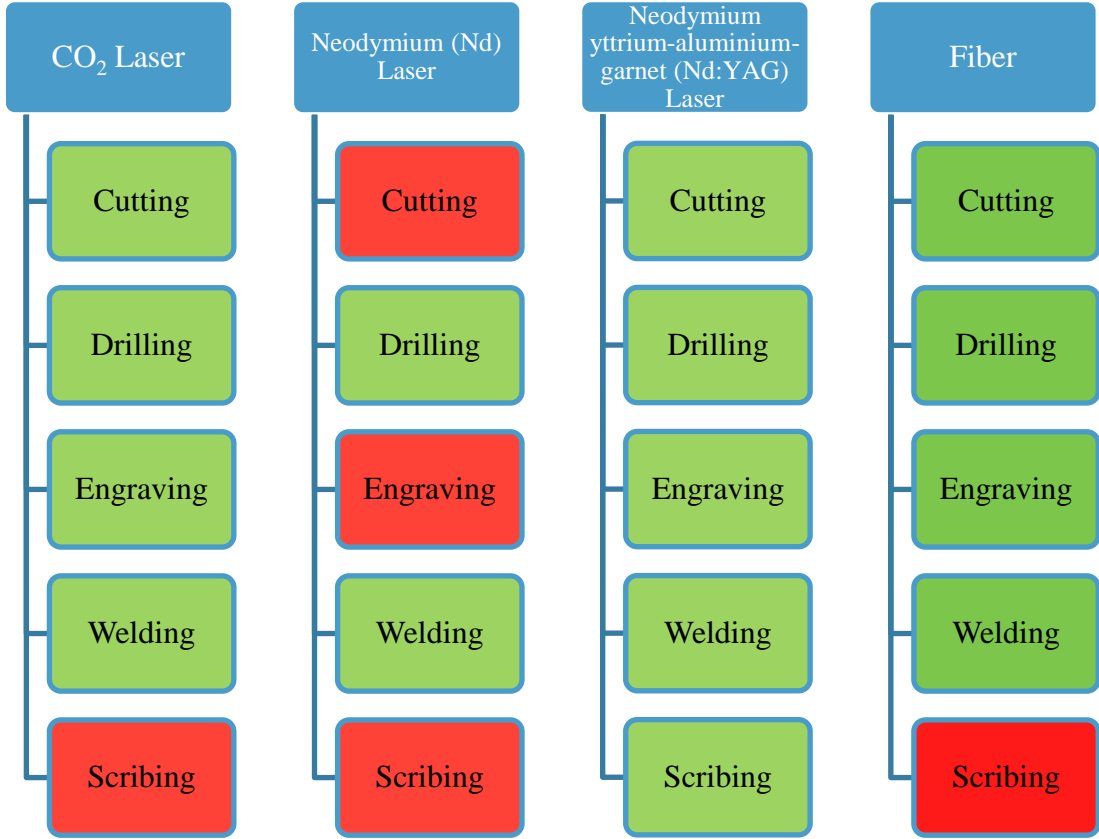 CO₂ Laser
Neodymium (Nd)
Laser
Neodymium
yttrium-aluminium-
garnet (Nd:YAG)
Laser
Fiber
Cutting
Drilling
Engraving
Welding
Scribing
Cutting
Drilling
Engraving
Welding
Scribing
Cutting
Drilling
Engraving
Welding
Scribing
Cutting
Drilling
Engraving
Welding
Scribing